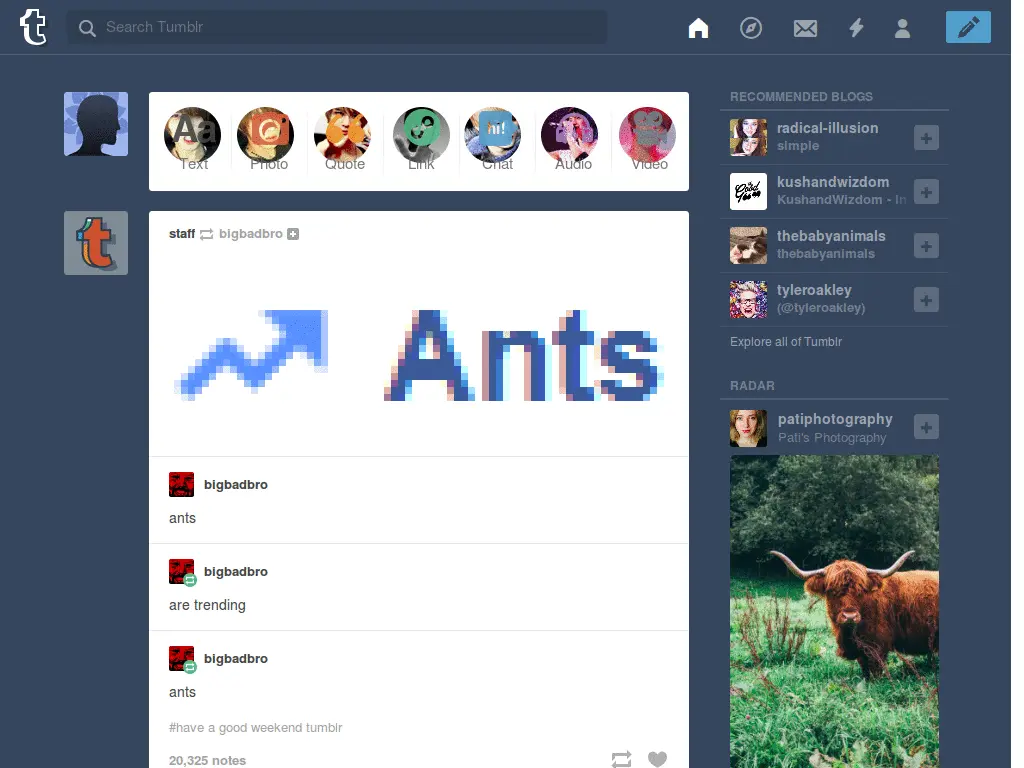 Search Tumblr
Aa
hi!
Text
Photo
Quote
Link
Chat
Audio
Video
staff bigbadbro
Ants
bigbadbro
ants
bigbadbro
are trending
bigbadbro
ants
#have a good weekend tumblr
20,325 notes
RECOMMENDED BLOGS
radical-illusion
simple
kushandwizdom
KushandWizdom - In
thebabyanimals
thebabyanimals
tyleroakley
(@tyleroakley)
Explore all of Tumblr
RADAR
patiphotography
Pati's Photography